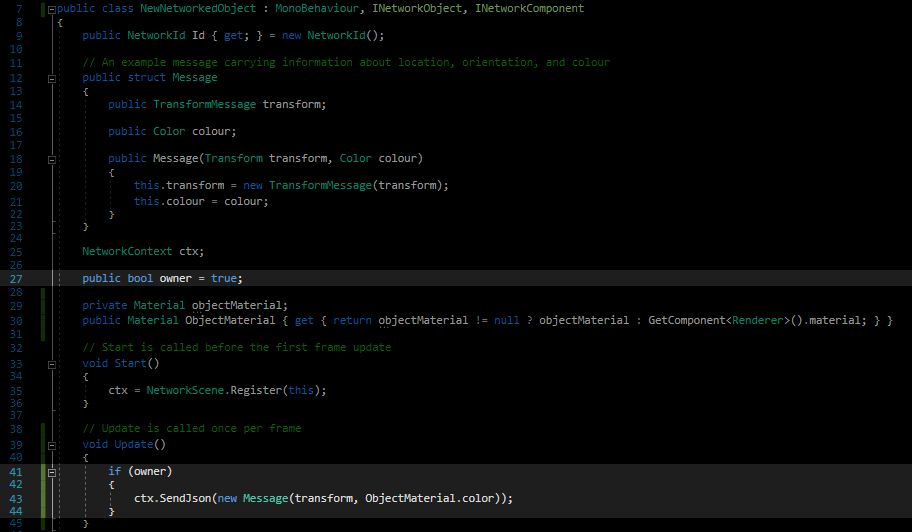 7 public class NewNetworkedObject : MonoBehaviour, INetworkObject, INetworkComponent
8 {
9 public NetworkId Id { get; } = new NetworkId();
10
11 // An example message carrying information about location, orientation, and colour
12 public struct Message
13 {
14 public TransformMessage transform;
15
16 public Color colour;
17
18 public Message(Transform transform, Color colour)
19 {
20 this.transform = new TransformMessage(transform);
21 this.colour = colour;
22 }
23 }
24
25 NetworkContext ctx;
26
27 public bool owner = true;
28
29 private Material objectMaterial;
30 public Material ObjectMaterial { get { return objectMaterial != null ? objectMaterial : GetComponent<Renderer>().material; } }
31
32 // Start is called before the first frame update
33 void Start()
34 {
35 ctx = NetworkScene.Register(this);
36 }
37
38 // Update is called once per frame
39 void Update()
40 {
41 if (owner)
42 {
43 ctx.SendJson(new Message(transform, ObjectMaterial.color));
44 }
45 }